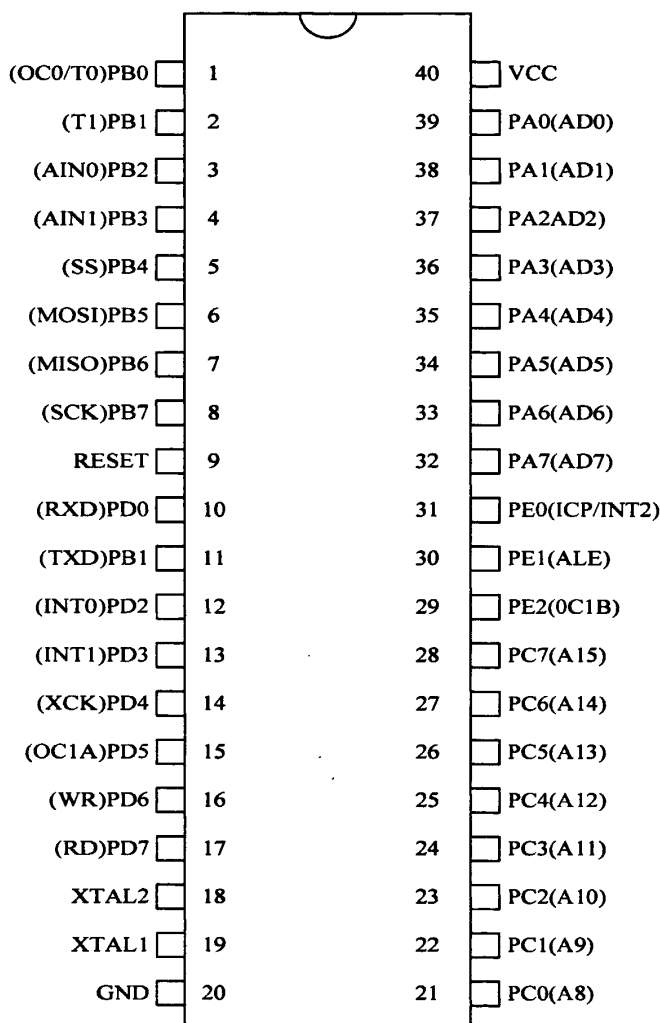 (OC0/T0)PB0 1 40 VCC
(T1)PB1 2 39 PA0(AD0)
(AIN0)PB2 3 38 PA1(AD1)
(AIN1)PB3 4 37 PA2AD2)
(SS)PB4 5 36 PA3(AD3)
(MOSI)PB5 6 35 PA4(AD4)
(MISO)PB6 7 34 PA5(AD5)
(SCK)PB7 8 33 PA6(AD6)
RESET 9 32 PA7(AD7)
(RXD)PD0 10 31 PE0(ICP/INT2)
(TXD)PB1 11 30 PE1(ALE)
(INT0)PD2 12 29 PE2(0C1B)
(INT1)PD3 13 28 PC7(A15)
(XCK)PD4 14 27 PC6(A14)
(OC1A)PD5 15 26 PC5(A13)
(WR)PD6 16 25 PC4(A12)
(RD)PD7 17 24 PC3(A11)
XTAL2 18 23 PC2(A10)
XTAL1 19 22 PC1(A9)
GND 20 21 PC0(A8)